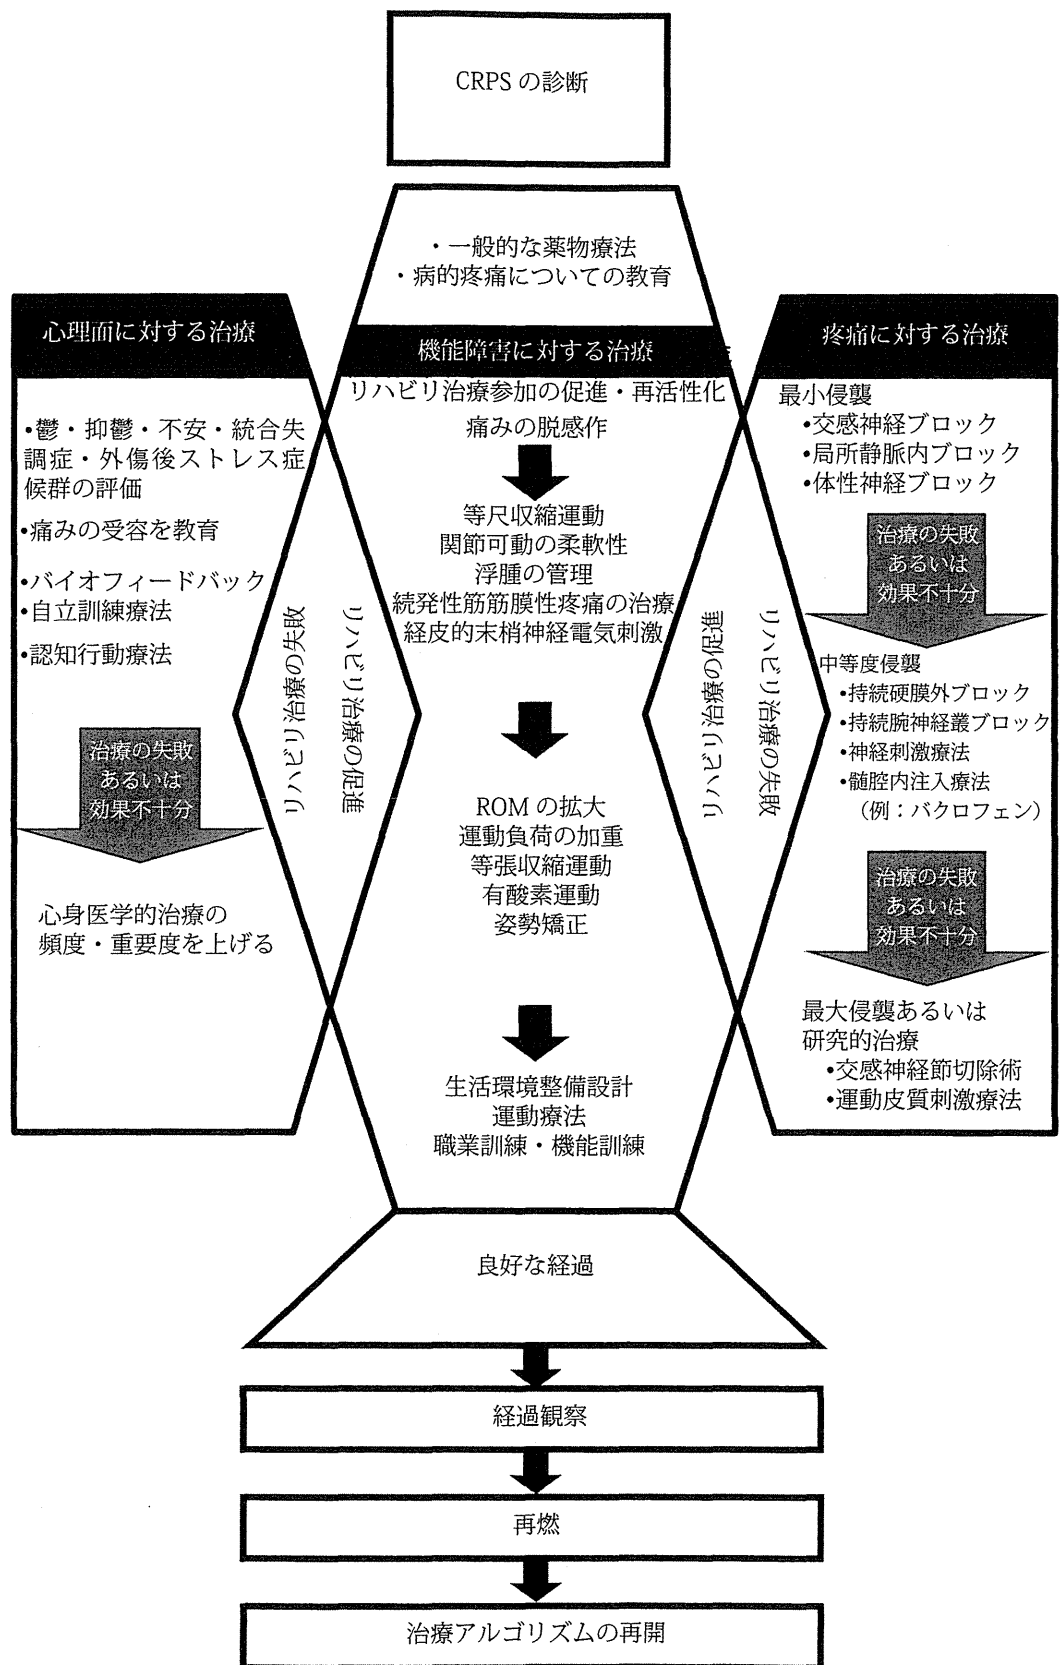 CRPS の診断
・一般的な薬物療法
・病的疼痛についての教育
心理面に対する治療
・鬱・抑鬱・不安・統合失
調症・外傷後ストレス症
候群の評価
・痛みの受容を教育
・バイオフィードバック
・自立訓練療法
・認知行動療法
治療の失敗
あるいは
効果不十分
心身医学的治療の
頻度・重要度を上げる
リハビリ治療の失敗
リハビリ治療の促進
機能障害に対する治療
リハビリ治療参加の促進・再活性化
痛みの脱感作
等尺収縮運動
関節可動の柔軟性
浮腫の管理
続発性筋筋膜性疼痛の治療
経皮的末梢神経電気刺激
ROM の拡大
運動負荷の加重
等張収縮運動
有酸素運動
姿勢矯正
生活環境整備設計
運動療法
職業訓練・機能訓練
リハビリ治療の促進
リハビリ治療の失敗
疼痛に対する治療
最小侵襲
・交感神経ブロック
・局所静脈内ブロック
・体性神経ブロック
治療の失敗
あるいは
効果不十分
中等度侵襲
・持続硬膜外ブロック
・持続腕神経叢ブロック
・神経刺激療法
・髄腔内注入療法
（例：バクロフェン）
治療の失敗
あるいは
効果不十分
最大侵襲あるいは
研究的治療
・交感神経節切除術
・運動皮質刺激療法
良好な経過
経過観察
再燃
治療アルゴリズムの再開